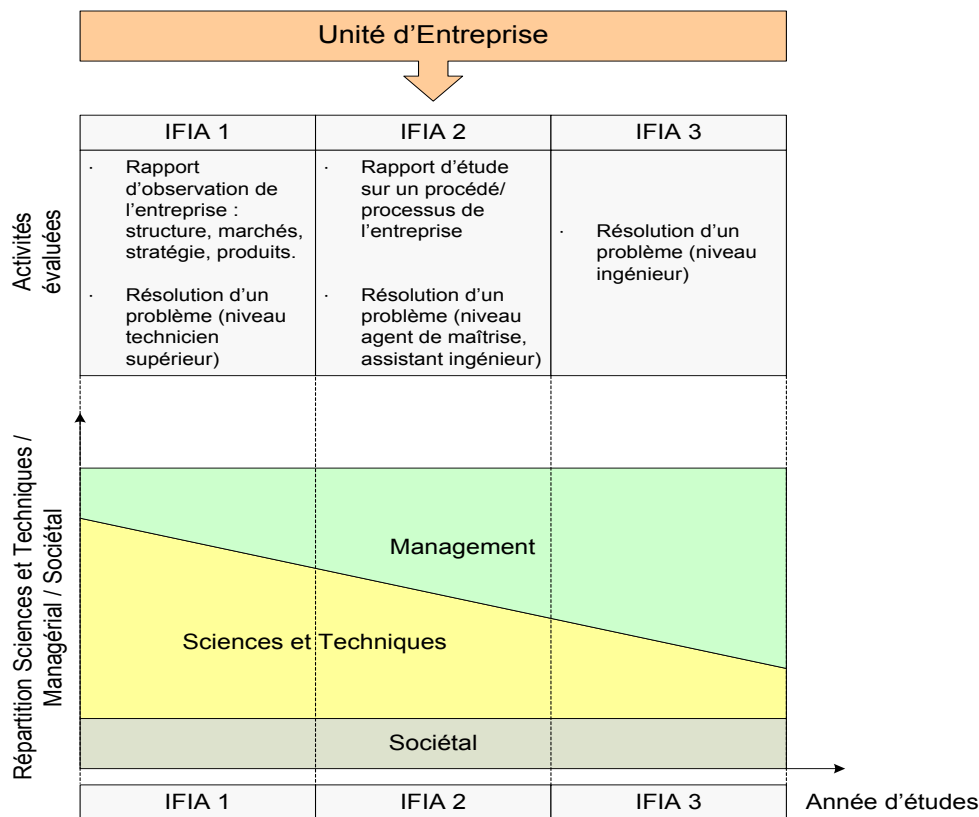 Unité d’Entreprise
IFIA 1
IFIA 2
IFIA 3
Activités
évaluées
· Rapport
d’observation de
l’entreprise :
structure, marchés,
stratégie, produits.
· Résolution d’un
problème (niveau
technicien
supérieur)
· Rapport d’étude
sur un procédé/
processus de
l’entreprise
· Résolution d’un
problème (niveau
agent de maîtrise,
assistant ingénieur)
· Résolution d’un
problème (niveau
ingénieur)
Répartition Sciences et Techniques /
Managérial / Sociétal
Management
Sciences et Techniques
Sociétal
IFIA 1
IFIA 2
IFIA 3
Année d’études